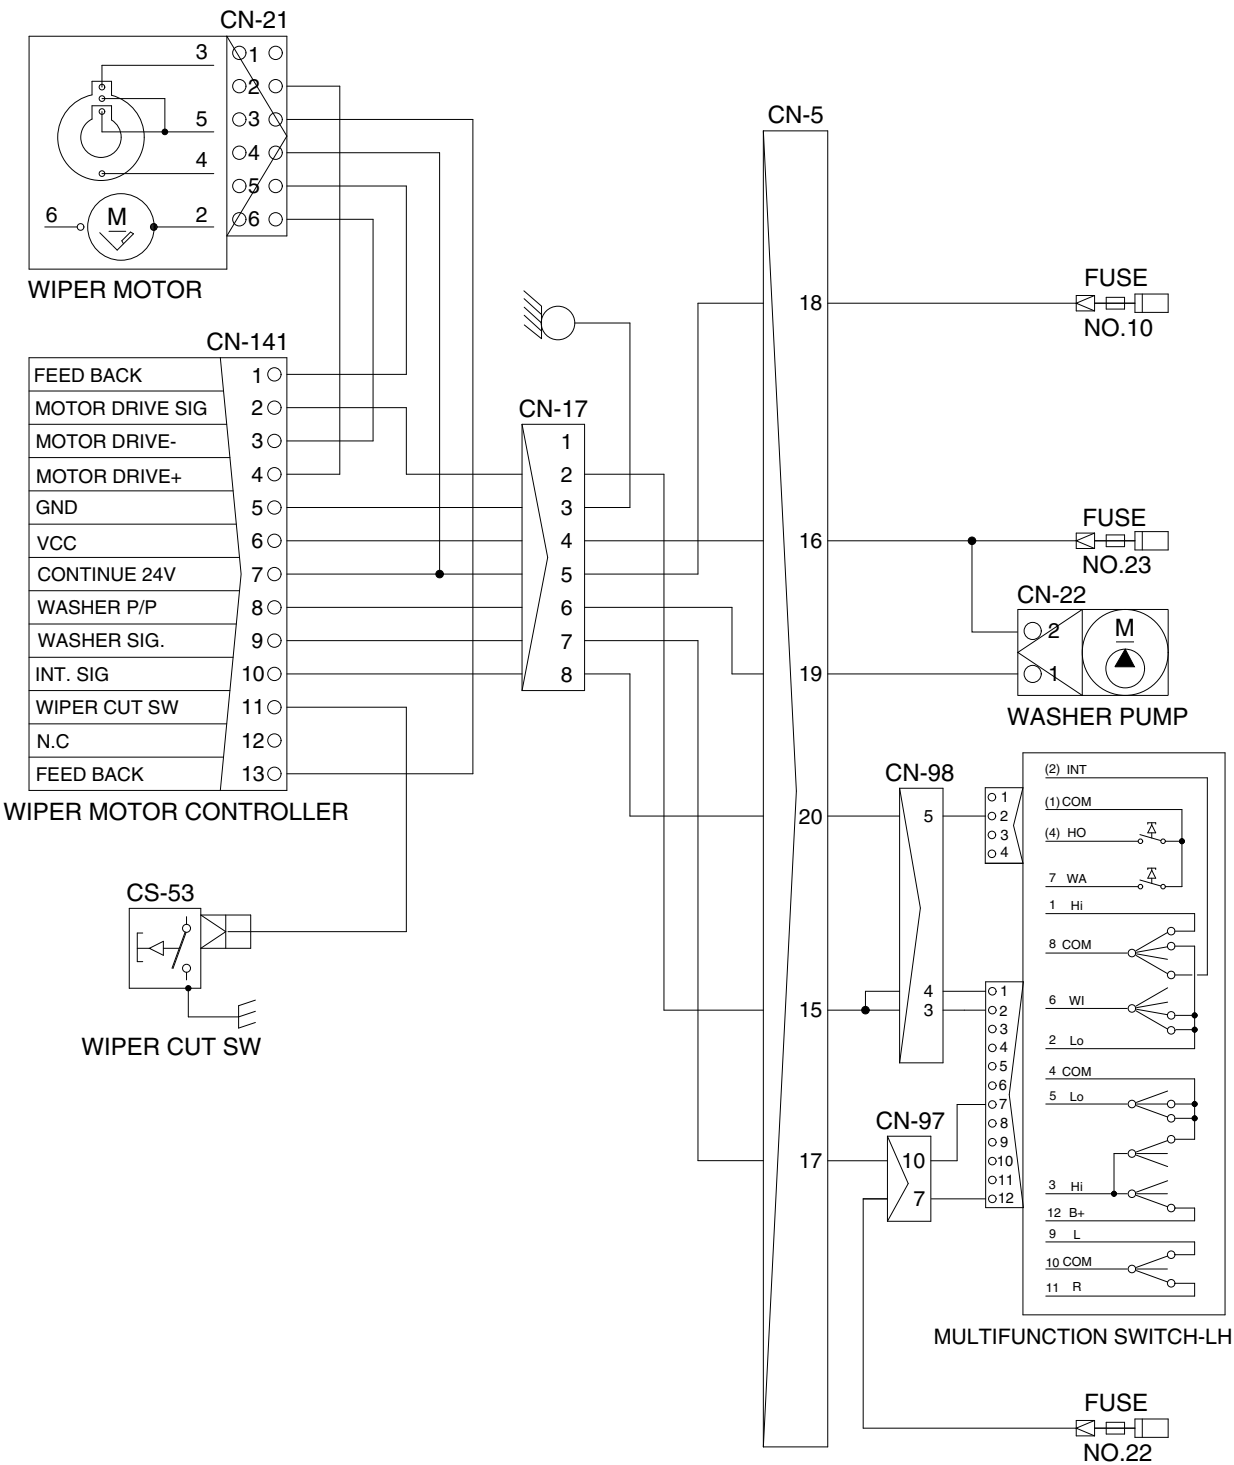 CN-21
3
5
4
6
M
2
1
2
3
4
5
6
WIPER MOTOR
CN-141
FEED BACK 1
MOTOR DRIVE SIG 2
MOTOR DRIVE- 3
MOTOR DRIVE+ 4
GND 5
VCC 6
CONTINUE 24V 7
WASHER P/P 8
WASHER SIG. 9
INT. SIG 10
WIPER CUT SW 11
N.C 12
FEED BACK 13
WIPER MOTOR CONTROLLER
CS-53
WIPER CUT SW
CN-17
1
2
3
4
5
6
7
8
CN-5
18
16
19
20
15
17
FUSE
NO.10
FUSE
NO.23
CN-22
2
1
M
WASHER PUMP
CN-98
5
4
3
CN-97
10
7
1
2
3
4
1
2
3
4
5
6
7
8
9
10
11
12
(2) INT
(1) COM
(4) HO
7 WA
1 Hi
8 COM
6 WI
2 Lo
4 COM
5 Lo
3 Hi
12 B+
9 L
10 COM
11 R
MULTIFUNCTION SWITCH-LH
FUSE
NO.22